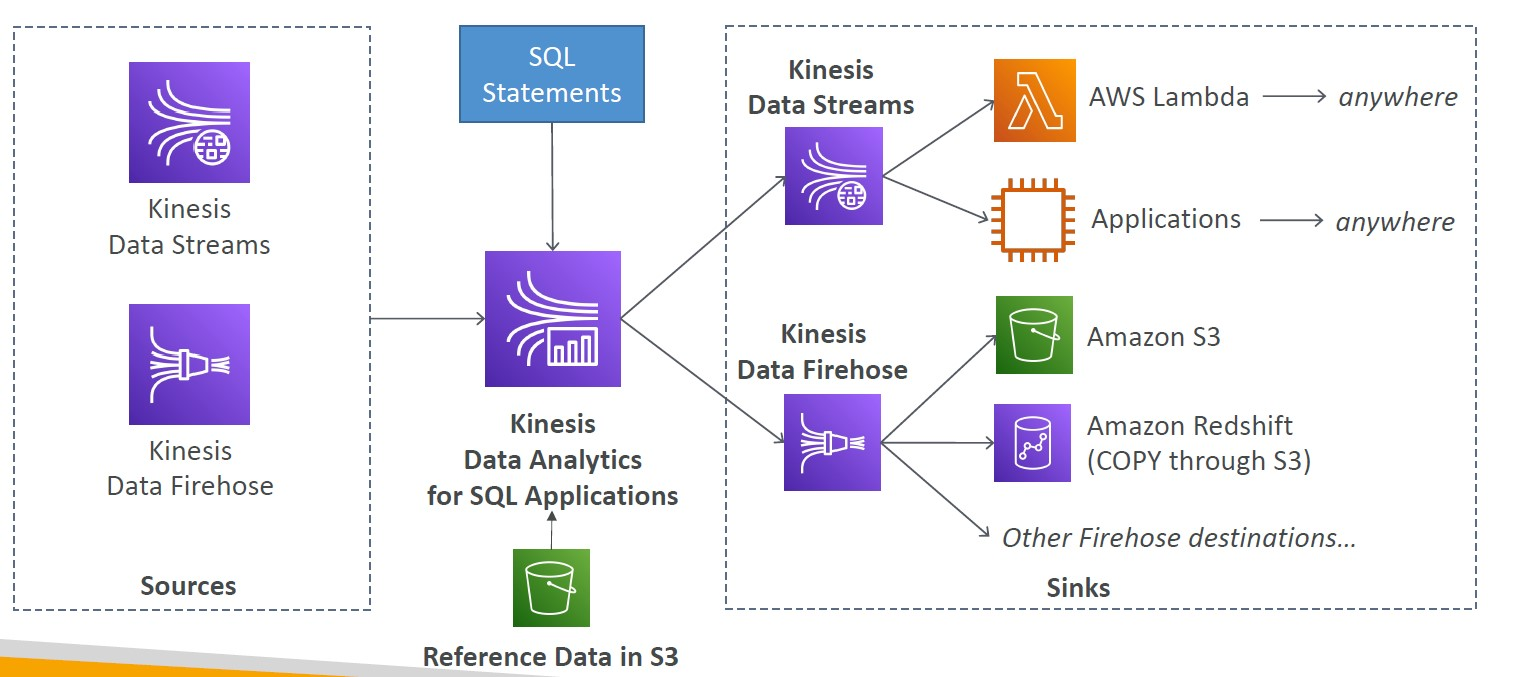 Kinesis
Data Streams
Kinesis
Data Firehose
Sources
SQL
Statements
Kinesis
Data Analytics
for SQL Applications
Reference Data in S3
Kinesis
Data Streams
AWS Lambda
anywhere
Applications
anywhere
Kinesis
Data Firehose
Amazon S3
Amazon Redshift
(COPY through S3)
Other Firehose destinations...
Sinks